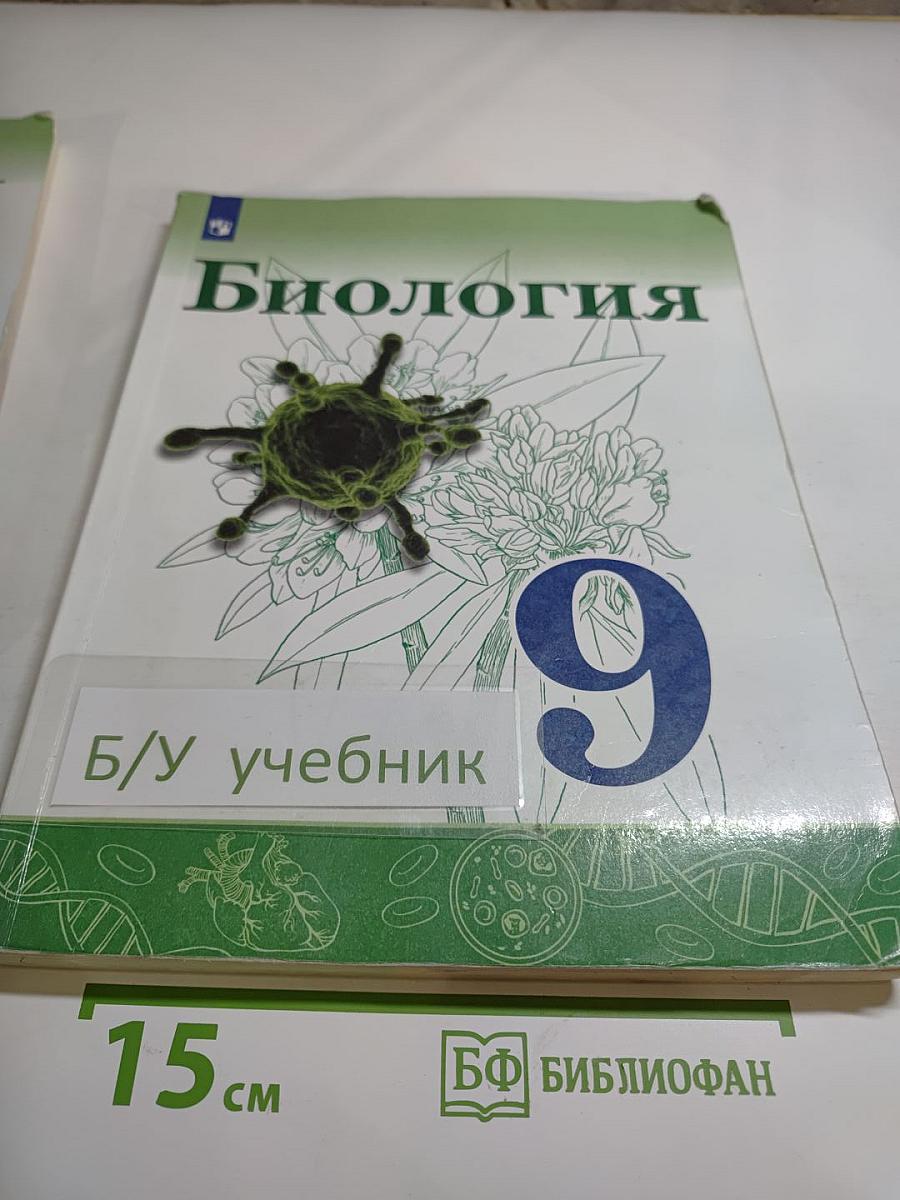 Биология
9
Б/У учебник
15 см
БФ БИБЛИОФАН